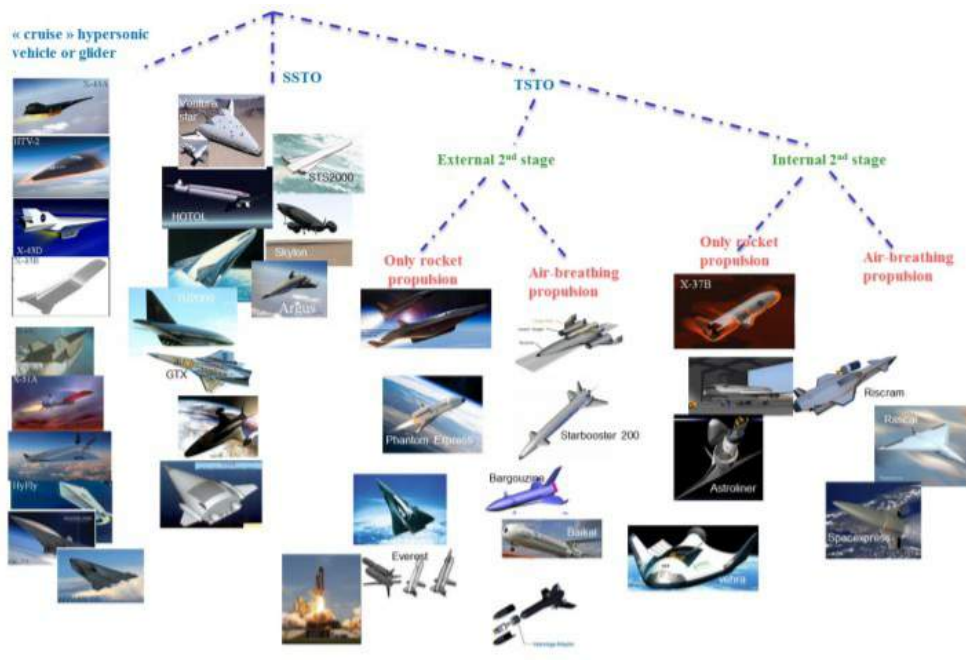 « cruise » hypersonic
vehicle or glider
SSTO
TSTO
External 2nd stage
Internal 2nd stage
Only rocket
propulsion
Air-breathing
propulsion
Only rocket
propulsion
Air-breathing
propulsion
X-43A
HTV-2
X-43D
X-43B
X-51A
HyFly
Venture
star
STS2000
HOTOL
Skylon
Argus
GTX
Phantom Express
Starbooster 200
Bargouzine
Baikal
Everest
X-37B
Riscram
Astroliner
vehra
Rascal
Spacexpress